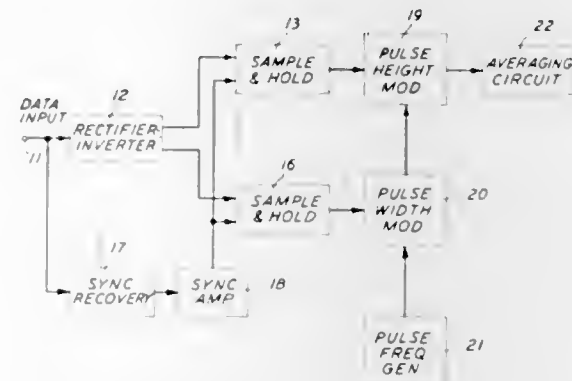 13
SAMPLE
& HOLD
19
PULSE
HEIGHT
MOD
22
AVERAGING
CIRCUIT
DATA
INPUT
11
12
RECTIFIER-
INVERTER
16
SAMPLE
& HOLD
PULSE
WIDTH
MOD
20
17
SYNC
RECOVERY
SYNC
AMP
18
PULSE
FREQ
GEN
21